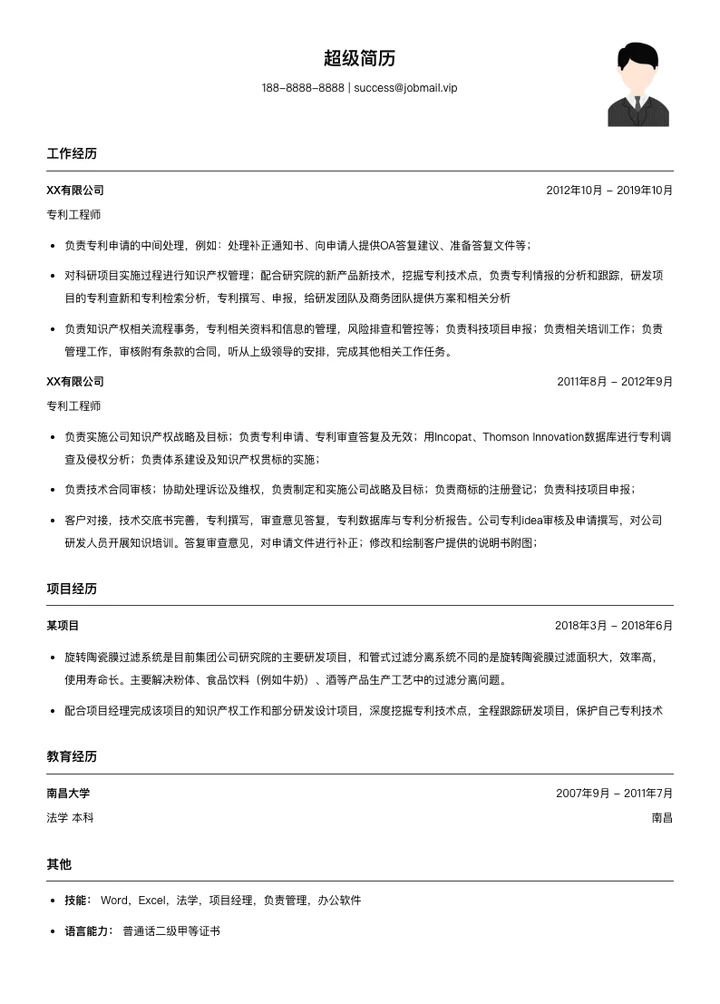 超级简历
188-8888-8888 | success@jobmail.vip
工作经历
XX有限公司 2012年10月 – 2019年10月
专利工程师
• 负责专利申请的中间处理，例如：处理补正通知书、向申请人提供OA答复建议、准备答复文件等；
• 对科研项目实施过程进行知识产权管理；配合研究院的新产品新技术，挖掘专利技术点，负责专利情报的分析和跟踪，研发项
目的专利查新和专利检索分析，专利撰写、申报，给研发团队及商务团队提供方案和相关分析
• 负责知识产权相关流程事务，专利相关资料和信息的管理，风险排查和管控等；负责科技项目申报；负责相关培训工作；负责
管理工作，审核附有条款的合同，听从上级领导的安排，完成其他相关工作任务。
XX有限公司 2011年8月 – 2012年9月
专利工程师
• 负责实施公司知识产权战略及目标；负责专利申请、专利审查答复及无效；用Incopat、Thomson Innovation数据库进行专利调
查及侵权分析；负责体系建设及知识产权贯标的实施；
• 负责技术合同审核；协助处理诉讼及维权，负责制定和实施公司战略及目标；负责商标的注册登记；负责科技项目申报；
• 客户对接，技术交底书完善，专利撰写，审查意见答复，专利数据库与专利分析报告。公司专利idea审核及申请撰写，对公司
研发人员开展知识培训。答复审查意见，对申请文件进行补正；修改和绘制客户提供的说明书附图；
项目经历
某项目 2018年3月 – 2018年6月
• 旋转陶瓷膜过滤系统是目前集团公司研究院的主要研发项目，和管式过滤分离系统不同的是旋转陶瓷膜过滤面积大，效率高，
使用寿命长。主要解决粉体、食品饮料（例如牛奶）、酒等产品生产工艺中的过滤分离问题。
• 配合项目经理完成该项目的知识产权工作和部分研发设计项目，深度挖掘专利技术点，全程跟踪研发项目，保护自己专利技术
教育经历
南昌大学 2007年9月 – 2011年7月
法学 本科 南昌
其他
• 技能： Word，Excel，法学，项目经理，负责管理，办公软件
• 语言能力： 普通话二级甲等证书